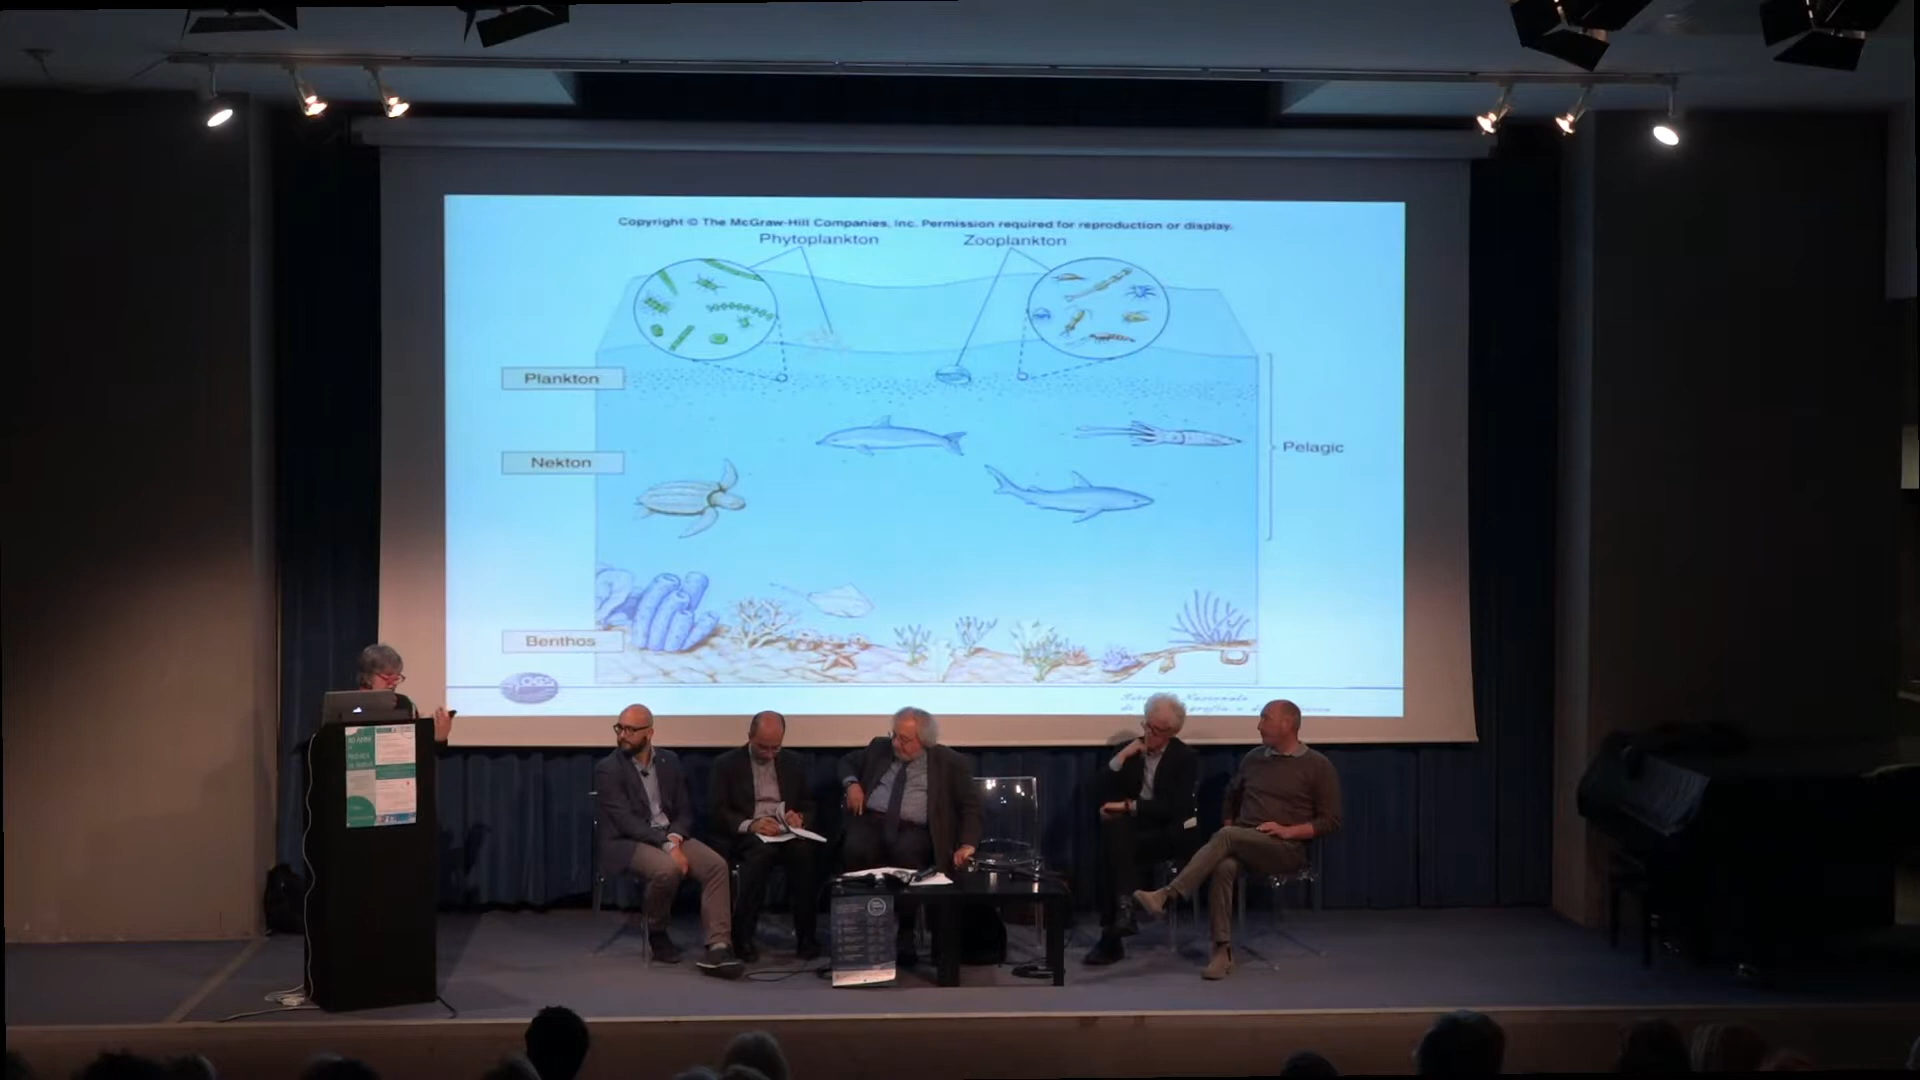 Copyright © The McGraw-Hill Companies, Inc. Permission required for reproduction or display.
Phytoplankton
Zooplankton
Plankton
Nekton
Pelagic
Benthos
OGS